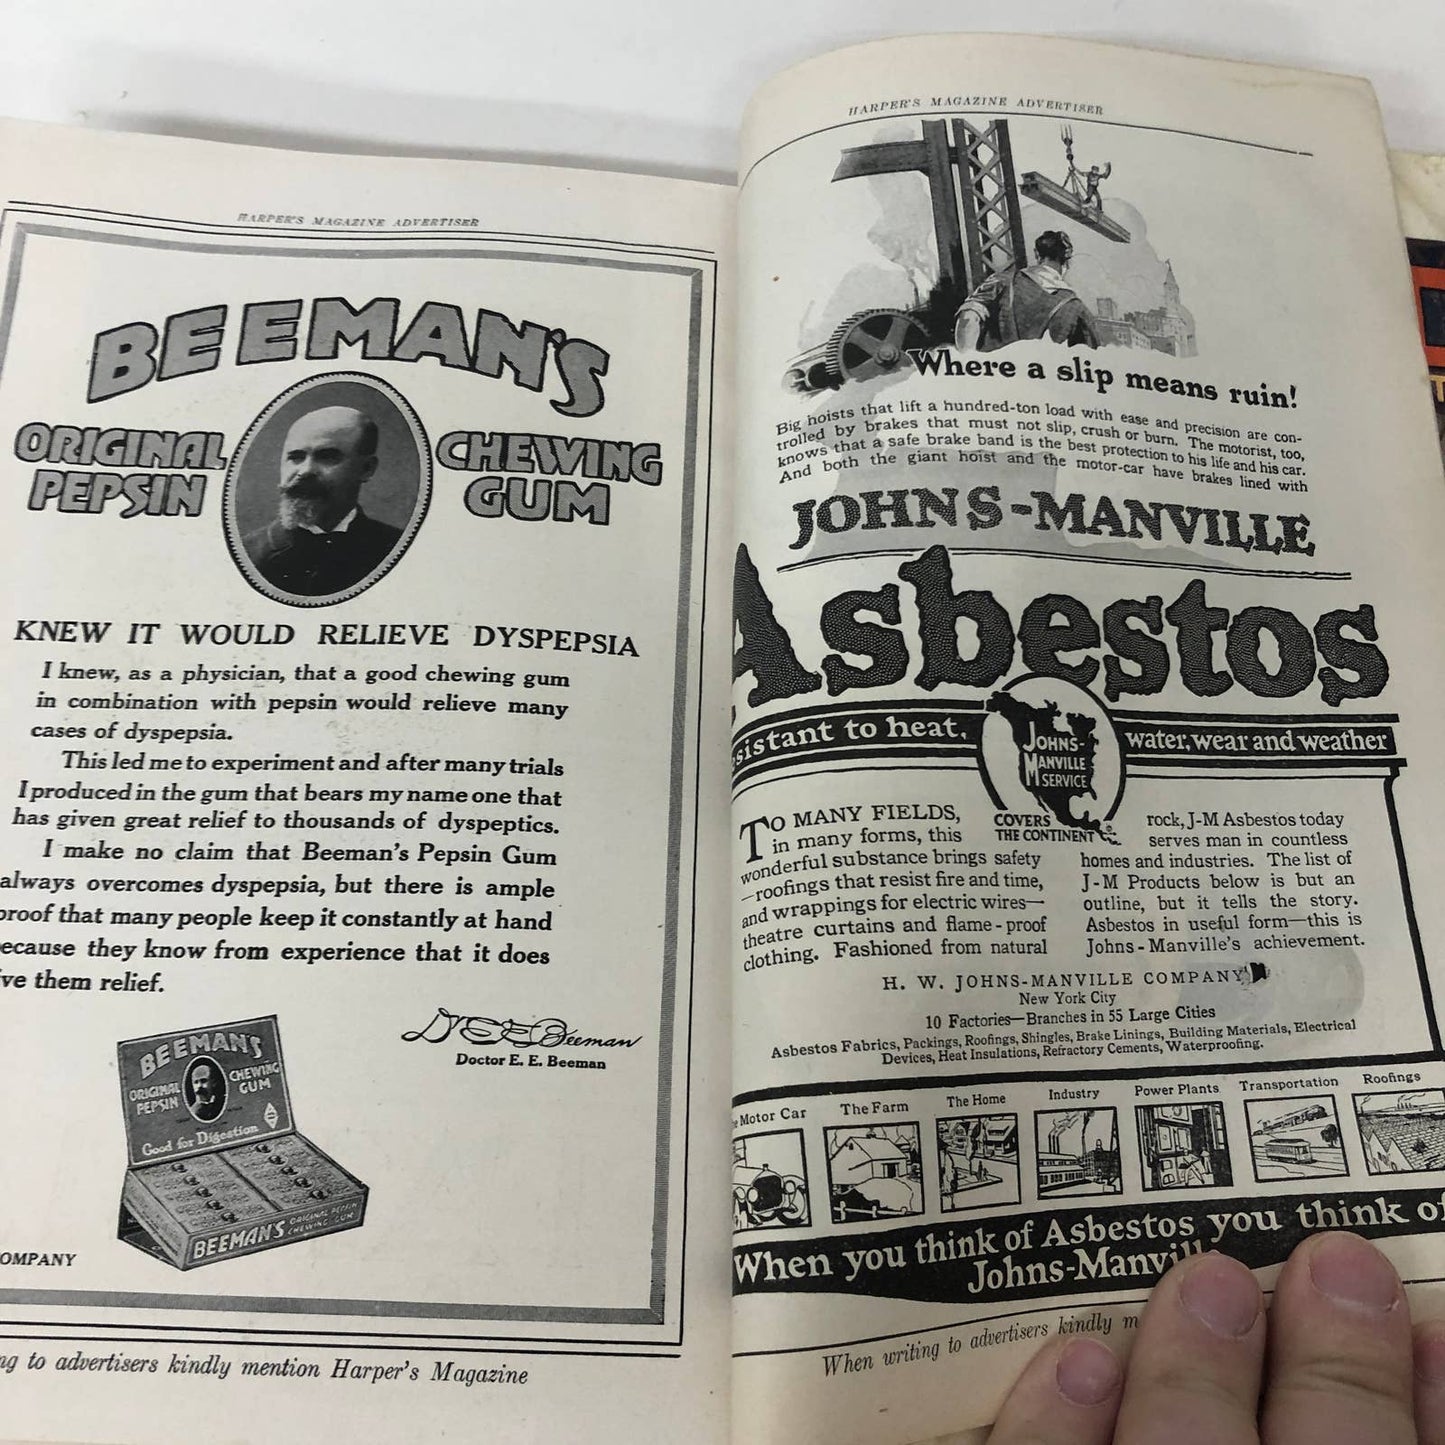 HARPER'S MAGAZINE ADVERTISER
BEEMAN'S
ORIGINAL CHEWING
PEPSIN GUM
KNEW IT WOULD RELIEVE DYSPEPSIA
I knew, as a physician, that a good chewing gum
in combination with pepsin would relieve many
cases of dyspepsia.
This led me to experiment and after many trials
I produced in the gum that bears my name one that
has given great relief to thousands of dyspeptics.
I make no claim that Beeman's Pepsin Gum
always overcomes dyspepsia, but there is ample
proof that many people keep it constantly at hand
because they know from experience that it does
ive them relief.
Dr E E Beeman
Doctor E. E. Beeman
BEEMAN'S
ORIGINAL CHEWING
PEPSIN GUM
Good for Digestion
BEEMAN'S ORIGINAL PEPSIN
CHEWING GUM
OMPANY
ng to advertisers kindly mention Harper's Magazine
HARPER'S MAGAZINE ADVERTISER
Where a slip means ruin!
Big hoists that lift a hundred-ton load with ease and precision are con-
trolled by brakes that must not slip, crush or burn. The motorist, too,
knows that a safe brake band is the best protection to his life and his car.
And both the giant hoist and the motor-car have brakes lined with
JOHNS-MANVILLE
Asbestos
sistant to heat, water, wear and weather
JOHNS-
MANVILLE
SERVICE
COVERS
THE CONTINENT
TO MANY FIELDS,
in many forms, this
wonderful substance brings safety
—roofings that resist fire and time,
and wrappings for electric wires—
theatre curtains and flame-proof
clothing. Fashioned from natural
rock, J-M Asbestos today
serves man in countless
homes and industries. The list of
J-M Products below is but an
outline, but it tells the story.
Asbestos in useful form—this is
Johns-Manville's achievement.
H. W. JOHNS-MANVILLE COMPANY
New York City
10 Factories—Branches in 55 Large Cities
Asbestos Fabrics, Packings, Roofings, Shingles, Brake Linings, Building Materials, Electrical
Devices, Heat Insulations, Refractory Cements, Waterproofing.
e Motor Car The Farm The Home Industry Power Plants Transportation Roofings
When you think of Asbestos you think of
Johns-Manvill
When writing to advertisers kindly m